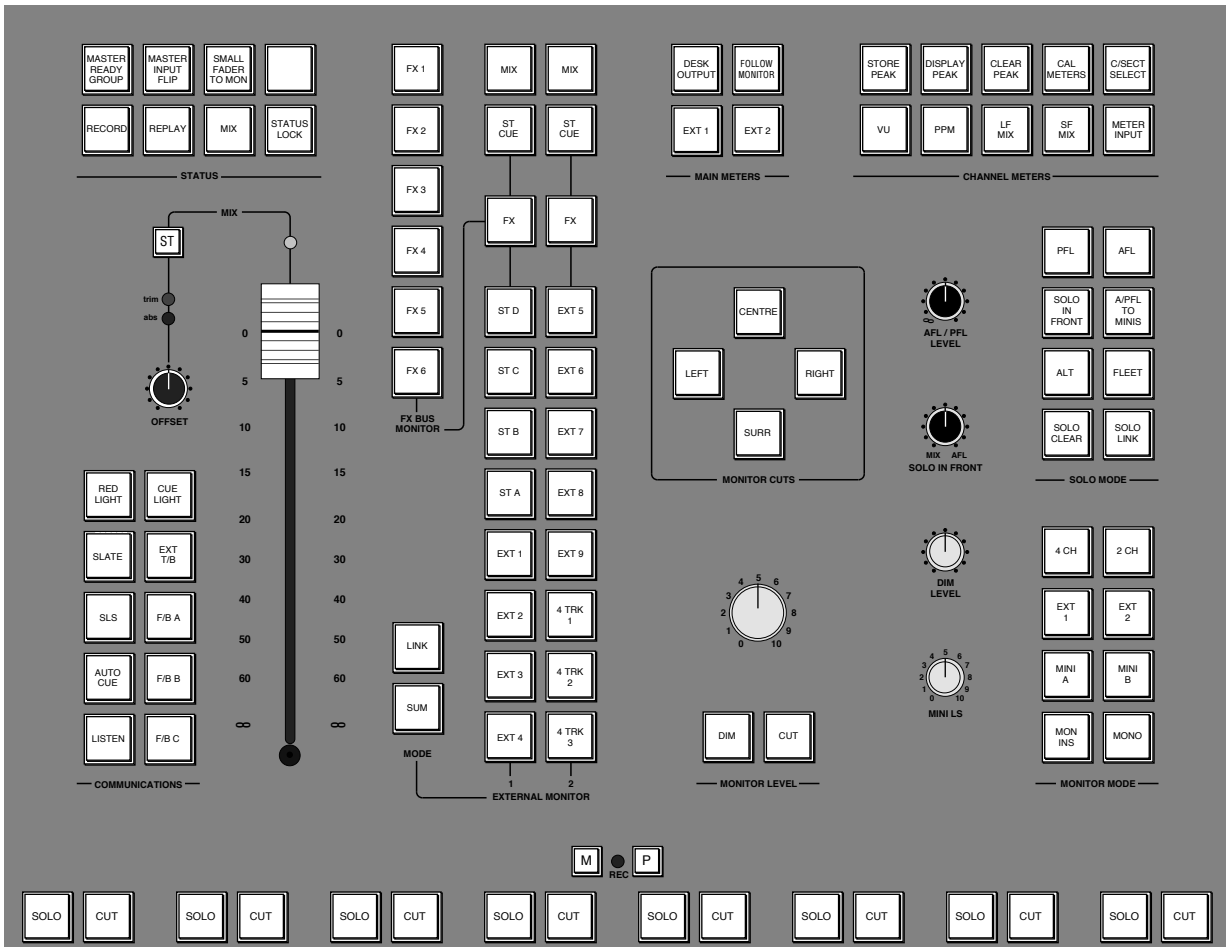 MASTER
READY
GROUP
MASTER
INPUT
FLIP
SMALL
FADER
TO MON
RECORD
REPLAY
MIX
STATUS
LOCK
STATUS
MIX
ST
trim
abs
OFFSET
0
5
10
15
20
30
40
50
60
∞
0
5
10
15
20
30
40
50
60
∞
RED
LIGHT
CUE
LIGHT
SLATE
EXT
T/B
SLS
F/B A
AUTO
CUE
F/B B
LISTEN
F/B C
COMMUNICATIONS
FX 1
FX 2
FX 3
FX 4
FX 5
FX 6
FX BUS
MONITOR
LINK
SUM
MODE
MIX
MIX
ST
CUE
ST
CUE
FX
FX
ST D
EXT 5
ST C
EXT 6
ST B
EXT 7
ST A
EXT 8
EXT 1
EXT 9
EXT 2
4 TRK
1
EXT 3
4 TRK
2
EXT 4
4 TRK
3
1
2
EXTERNAL MONITOR
DESK
OUTPUT
FOLLOW
MONITOR
EXT 1
EXT 2
MAIN METERS
CENTRE
LEFT
RIGHT
SURR
MONITOR CUTS
0
1
2
3
4
5
6
7
8
9
10
DIM
CUT
MONITOR LEVEL
STORE
PEAK
DISPLAY
PEAK
CLEAR
PEAK
CAL
METERS
C/SECT
SELECT
VU
PPM
LF
MIX
SF
MIX
METER
INPUT
CHANNEL METERS
∞
AFL / PFL
LEVEL
MIX
AFL
SOLO IN FRONT
DIM
LEVEL
0
1
2
3
4
5
6
7
8
9
10
MINI LS
PFL
AFL
SOLO
IN
FRONT
A/PFL
TO
MINIS
ALT
FLEET
SOLO
CLEAR
SOLO
LINK
SOLO MODE
4 CH
2 CH
EXT
1
EXT
2
MINI
A
MINI
B
MON
INS
MONO
MONITOR MODE
M
REC
P
SOLO
CUT
SOLO
CUT
SOLO
CUT
SOLO
CUT
SOLO
CUT
SOLO
CUT
SOLO
CUT
SOLO
CUT